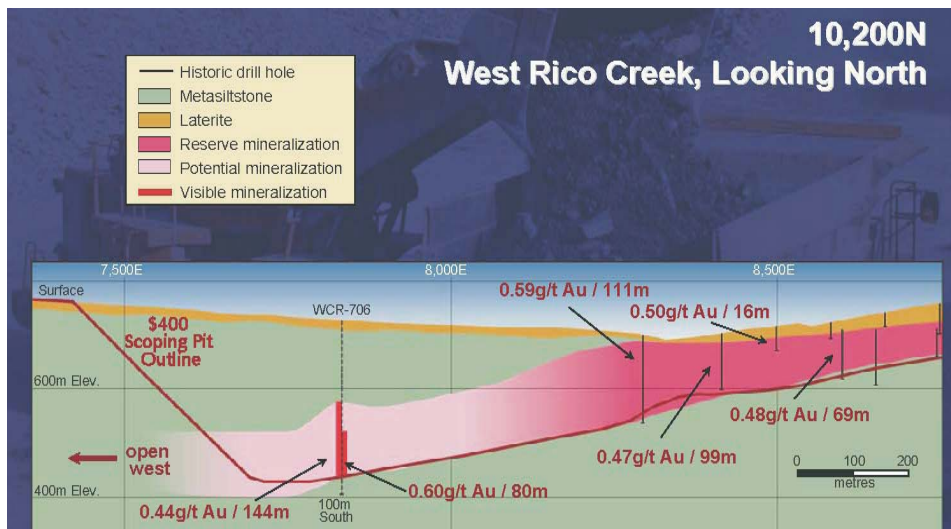 10,200N
West Rico Creek, Looking North
Historic drill hole
Metasiltstone
Laterite
Reserve mineralization
Potential mineralization
Visible mineralization
7,500E
8,000E
8,500E
Surface
WCR-706
0.59g/t Au / 111m
0.50g/t Au / 16m
$400
Scoping Pit
Outline
600m Elev.
0.48g/t Au / 69m
0.47g/t Au / 99m
open
west
0.60g/t Au / 80m
0.44g/t Au / 144m
400m Elev.
100m
South
0 100 200
metres